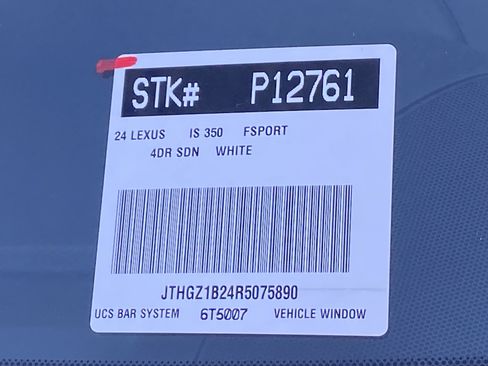 STK# P12761
24 LEXUS IS 350 FSPORT
4DR SDN WHITE
JTHGZ1B24R5075890
UCS BAR SYSTEM 6T5007 VEHICLE WINDOW